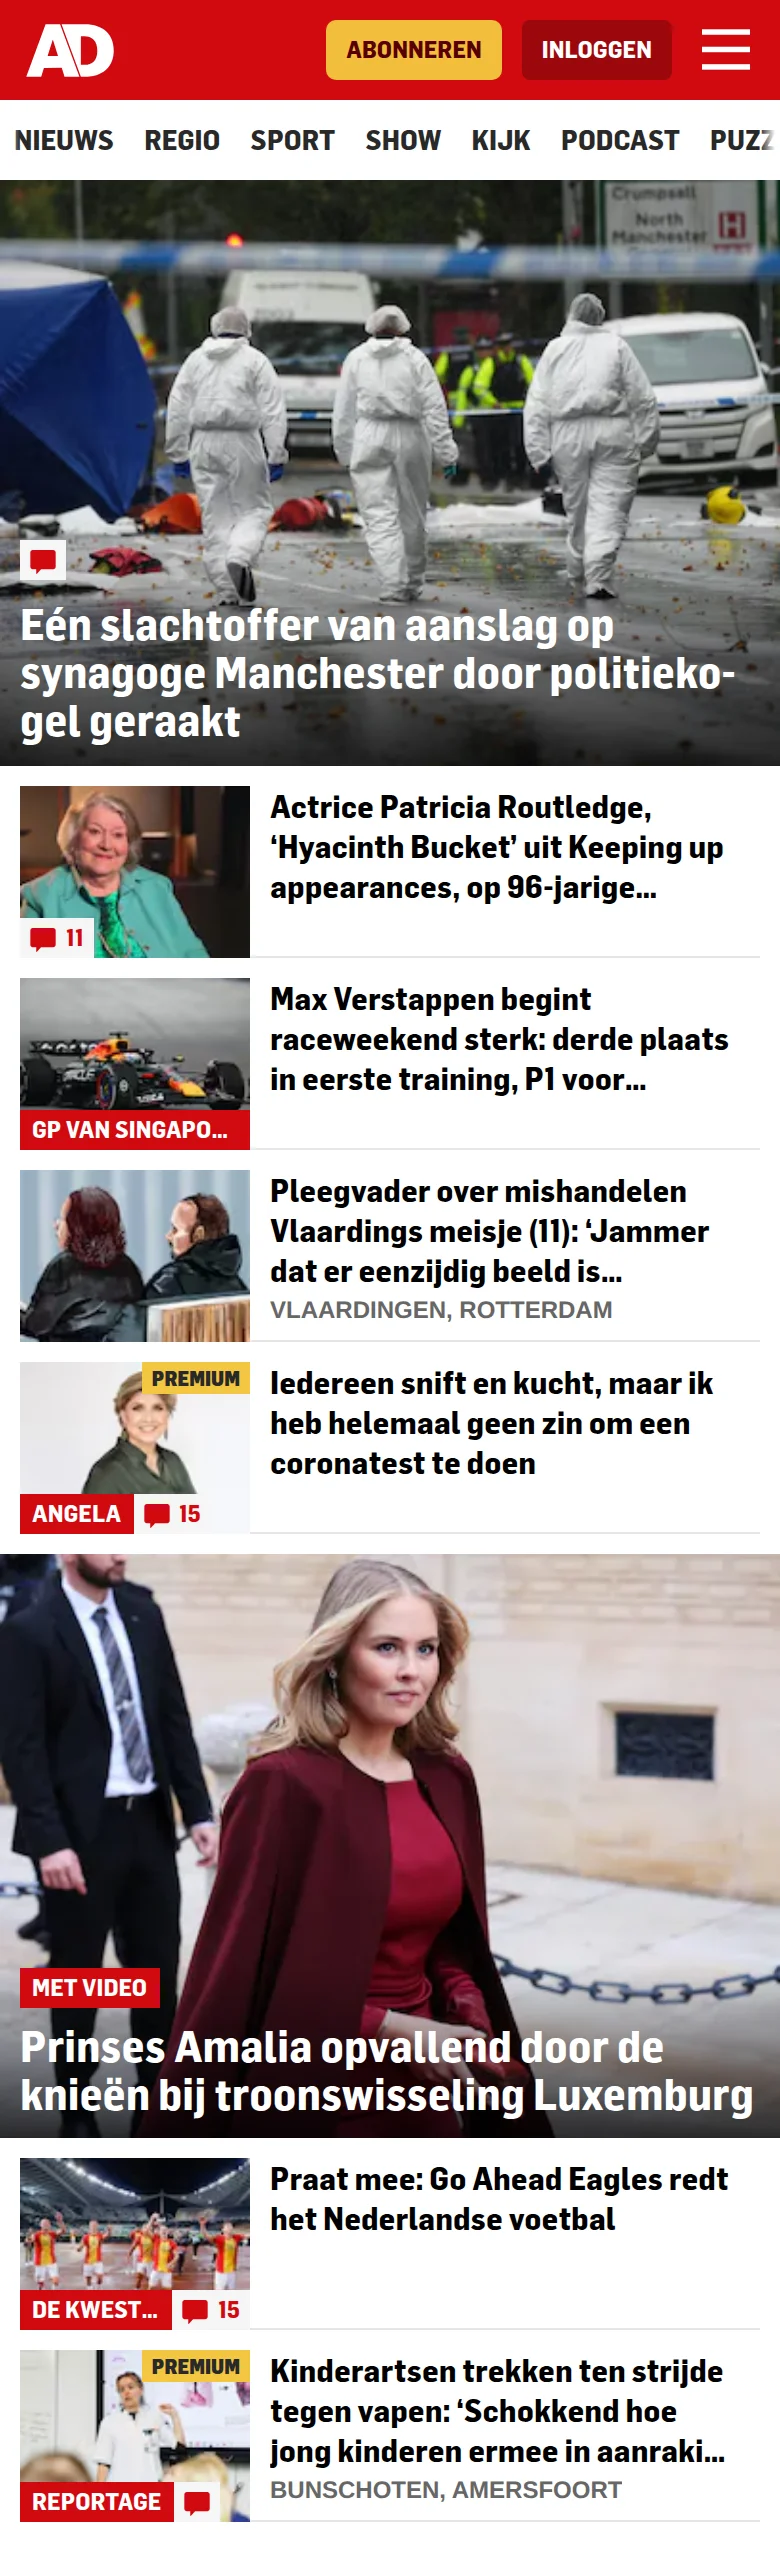 AD
ABONNEREN
INLOGGEN
NIEUWS REGIO SPORT SHOW KIJK PODCAST PUZZ
Crumpsall
North
Manchester
H
Eén slachtoffer van aanslag op
synagoge Manchester door politieko-
gel geraakt
Actrice Patricia Routledge,
‘Hyacinth Bucket’ uit Keeping up
appearances, op 96-jarige...
11
Max Verstappen begint
raceweekend sterk: derde plaats
in eerste training, P1 voor...
GP VAN SINGAPO...
Pleegvader over mishandelen
Vlaardings meisje (11): ‘Jammer
dat er eenzijdig beeld is...
VLAARDINGEN, ROTTERDAM
PREMIUM
Iedereen snift en kucht, maar ik
heb helemaal geen zin om een
coronatest te doen
ANGELA
15
MET VIDEO
Prinses Amalia opvallend door de
knieën bij troonswisseling Luxemburg
Praat mee: Go Ahead Eagles redt
het Nederlandse voetbal
DE KWEST...
15
PREMIUM
Kinderartsen trekken ten strijde
tegen vapen: ‘Schokkend hoe
jong kinderen ermee in aanraki...
BUNSCHOTEN, AMERSFOORT
REPORTAGE